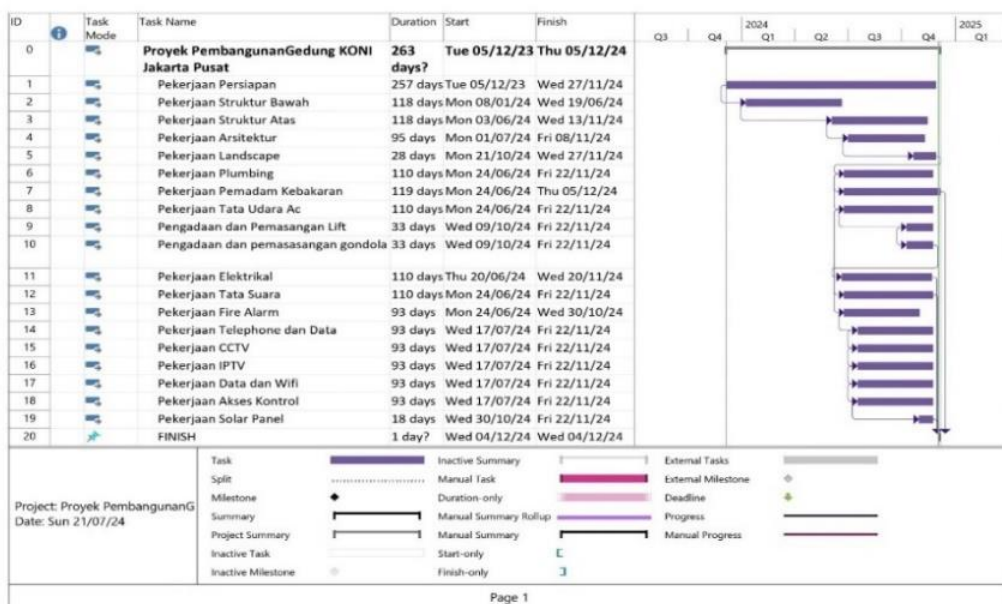 ID Task Mode Task Name Duration Start Finish 2024 2025
Q3 Q4 Q1 Q2 Q3 Q4 Q1
0 Proyek PembangunanGedung KONI Jakarta Pusat 263 days? Tue 05/12/23 Thu 05/12/24
1 Pekerjaan Persiapan 257 days Tue 05/12/23 Wed 27/11/24
2 Pekerjaan Struktur Bawah 118 days Mon 08/01/24 Wed 19/06/24
3 Pekerjaan Struktur Atas 118 days Mon 03/06/24 Wed 13/11/24
4 Pekerjaan Arsitektur 95 days Mon 01/07/24 Fri 08/11/24
5 Pekerjaan Landscape 28 days Mon 21/10/24 Wed 27/11/24
6 Pekerjaan Plumbing 110 days Mon 24/06/24 Fri 22/11/24
7 Pekerjaan Pemadam Kebakaran 119 days Mon 24/06/24 Thu 05/12/24
8 Pekerjaan Tata Udara Ac 110 days Mon 24/06/24 Fri 22/11/24
9 Pengadaan dan Pemasangan Lift 33 days Wed 09/10/24 Fri 22/11/24
10 Pengadaan dan pemasasangan gondola 33 days Wed 09/10/24 Fri 22/11/24
11 Pekerjaan Elektrikal 110 days Thu 20/06/24 Wed 20/11/24
12 Pekerjaan Tata Suara 110 days Mon 24/06/24 Fri 22/11/24
13 Pekerjaan Fire Alarm 93 days Mon 24/06/24 Wed 30/10/24
14 Pekerjaan Telephone dan Data 93 days Wed 17/07/24 Fri 22/11/24
15 Pekerjaan CCTV 93 days Wed 17/07/24 Fri 22/11/24
16 Pekerjaan IPTV 93 days Wed 17/07/24 Fri 22/11/24
17 Pekerjaan Data dan Wifi 93 days Wed 17/07/24 Fri 22/11/24
18 Pekerjaan Akses Kontrol 93 days Wed 17/07/24 Fri 22/11/24
19 Pekerjaan Solar Panel 18 days Wed 30/10/24 Fri 22/11/24
20 FINISH 1 day? Wed 04/12/24 Wed 04/12/24
Project: Proyek PembangunanG
Date: Sun 21/07/24
Task Inactive Summary External Tasks
Split Manual Task External Milestone
Milestone Duration-only Deadline
Summary Manual Summary Rollup Progress
Project Summary Manual Summary Manual Progress
Inactive Task Start-only
Inactive Milestone Finish-only
Page 1